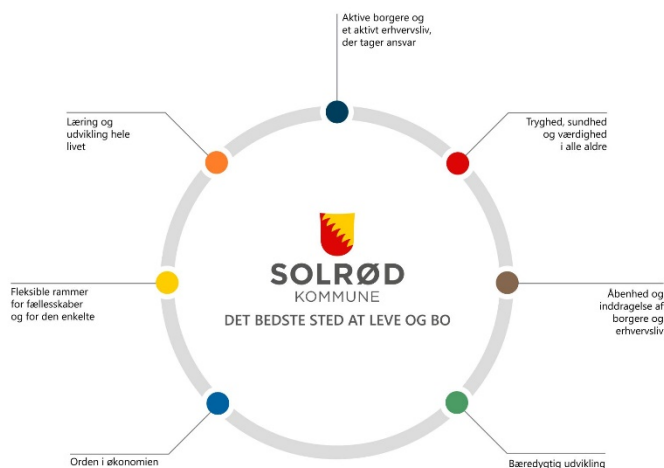 Aktive borgere og
et aktivt erhvervsliv,
der tager ansvar
Læring og
udvikling hele
livet
Tryghed, sundhed
og værdighed
i alle aldre
SOLRØD
KOMMUNE
DET BEDSTE STED AT LEVE OG BO
Fleksible rammer
for fællesskaber
og for den enkelte
Åbenhed og
inddragelse af
borgere og
erhvervsliv
Orden i økonomien
Bæredygtig udvikling